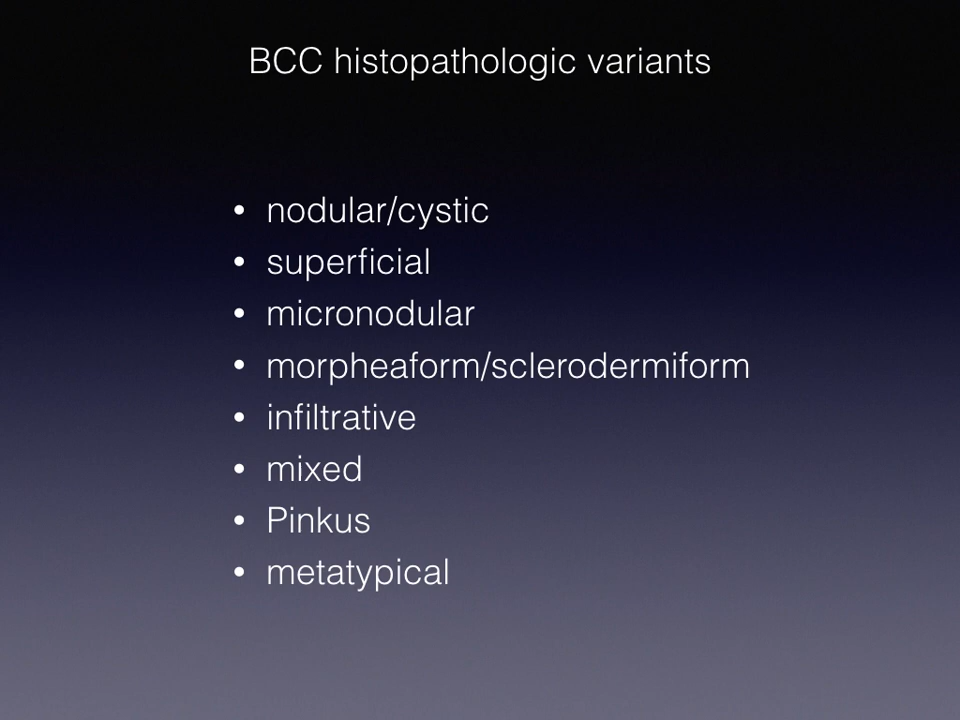 BCC histopathologic variants
• nodular/cystic
• superficial
• micronodular
• morpheaform/sclerodermiform
• infiltrative
• mixed
• Pinkus
• metatypical